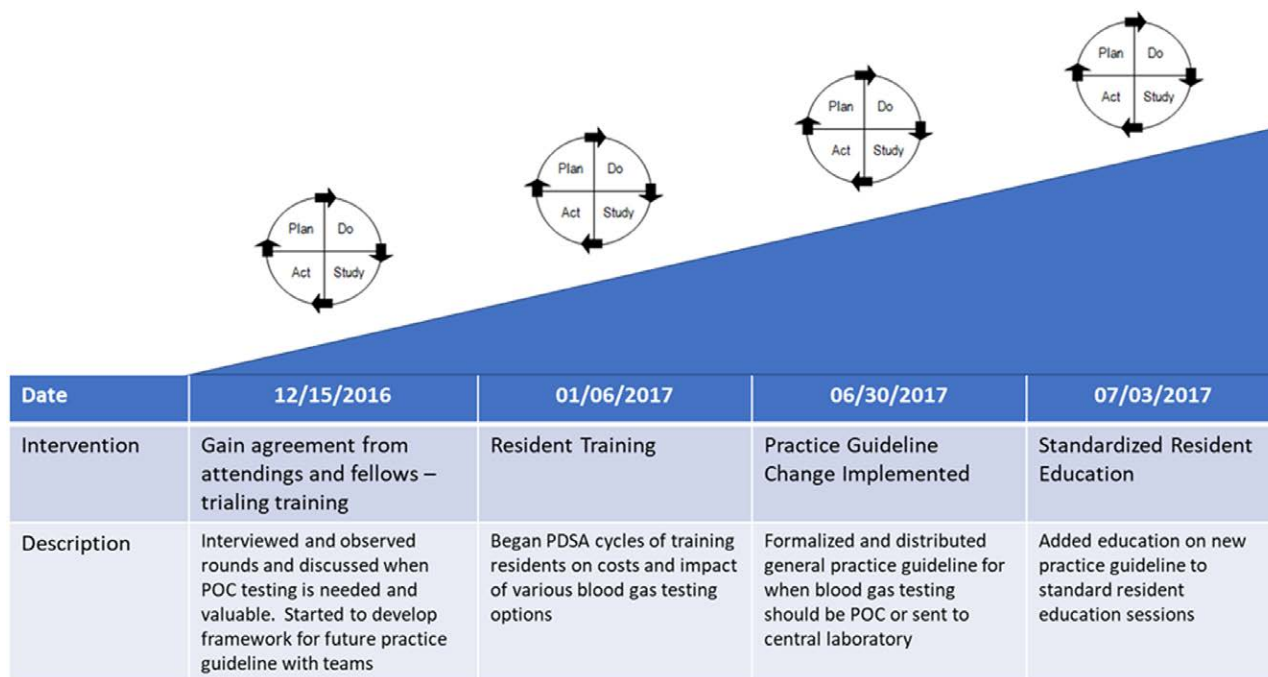 Plan Do
Act Study
Plan Do
Act Study
Plan Do
Act Study
Plan Do
Act Study
Date
12/15/2016
01/06/2017
06/30/2017
07/03/2017
Intervention
Gain agreement from
attendings and fellows –
trialing training
Resident Training
Practice Guideline
Change Implemented
Standardized Resident
Education
Description
Interviewed and observed
rounds and discussed when
POC testing is needed and
valuable. Started to develop
framework for future practice
guideline with teams
Began PDSA cycles of training
residents on costs and impact
of various blood gas testing
options
Formalized and distributed
general practice guideline for
when blood gas testing
should be POC or sent to
central laboratory
Added education on new
practice guideline to
standard resident
education sessions